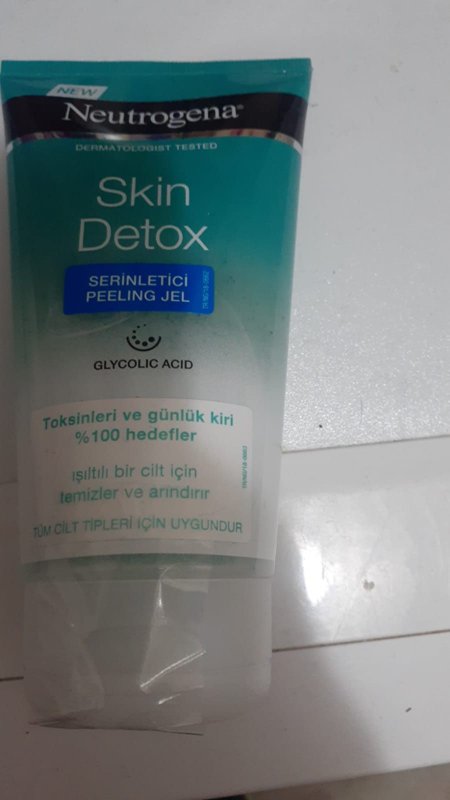 NEW
Neutrogena®
DERMATOLOGIST TESTED
Skin
Detox
SERİNLETİCİ
PEELING JEL
GLYCOLIC ACID
Toksinleri ve günlük kiri
%100 hedefler
ışıltılı bir cilt için
temizler ve arındırır
TÜM CİLT TİPLERİ İÇİN UYGUNDUR